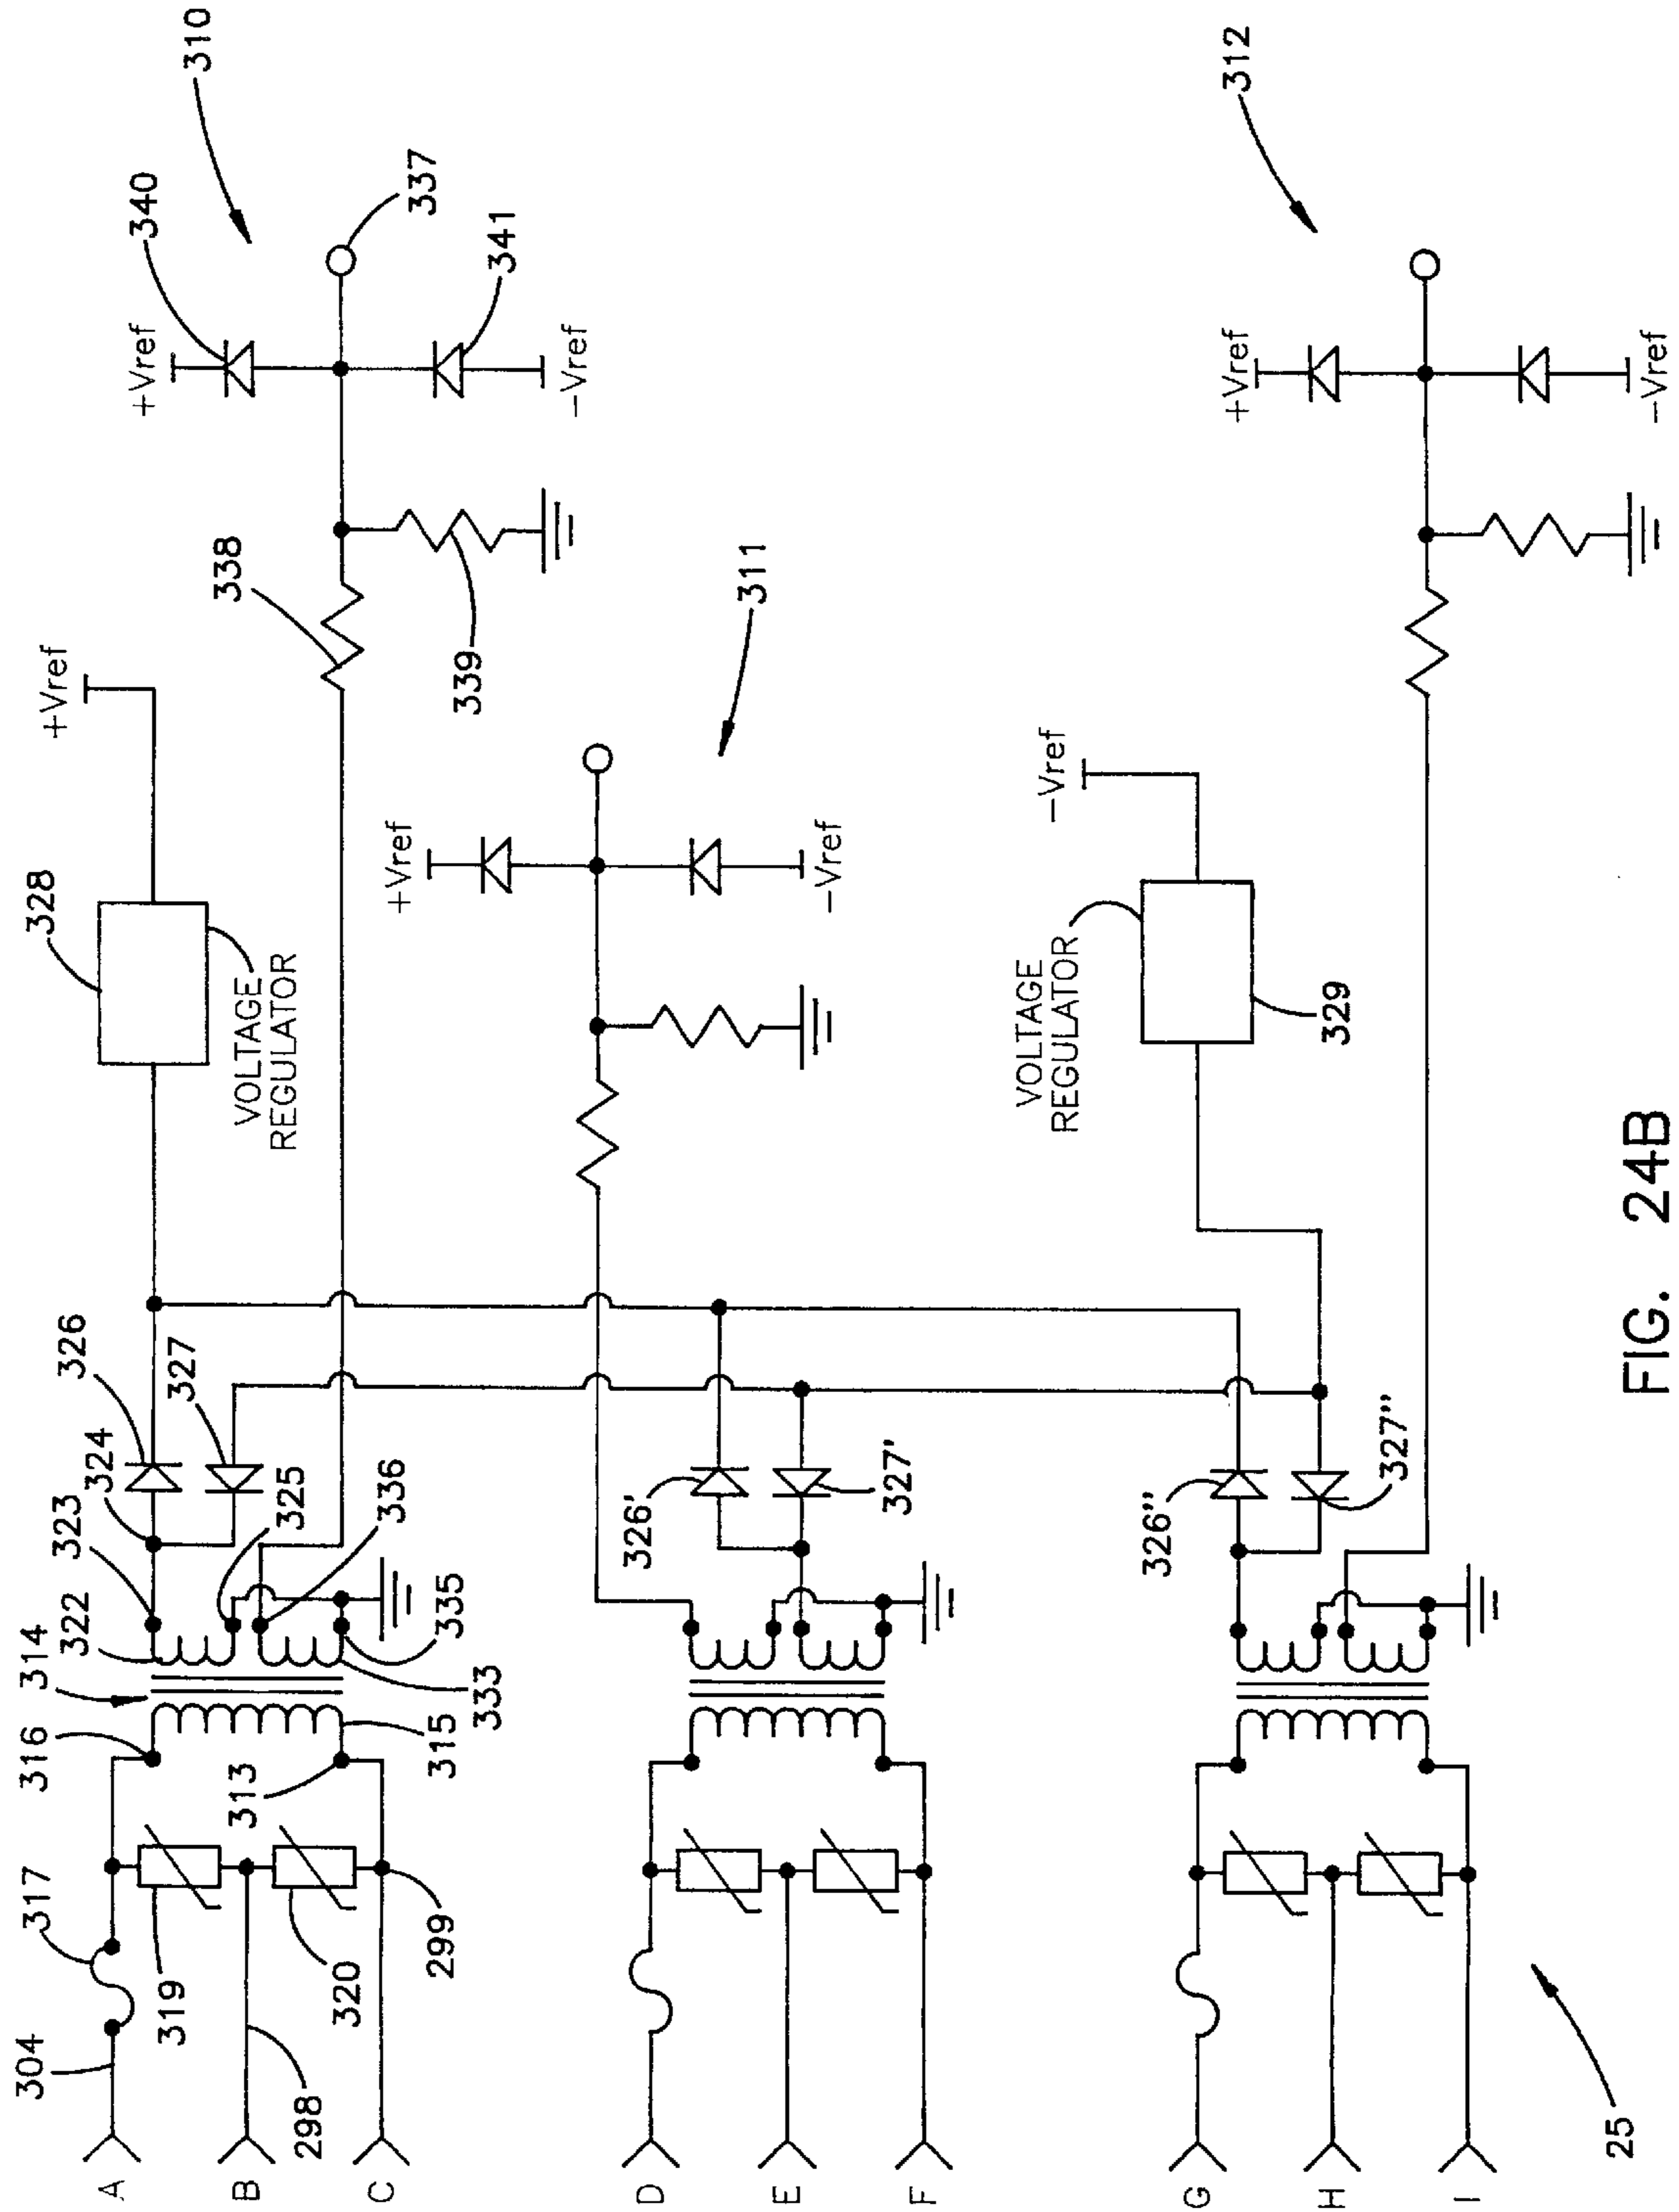 310
340
+Vref
337
341
-Vref
338
339
+Vref
328
VOLTAGE
REGULATOR
326
327
324
323
325
336
322
314
335
333
316
315
313
317
319
320
299
304
298
A
B
C
311
+Vref
-Vref
326'
327'
D
E
F
312
+Vref
-Vref
-Vref
VOLTAGE
REGULATOR
329
326''
327''
G
H
I
25
FIG. 24B